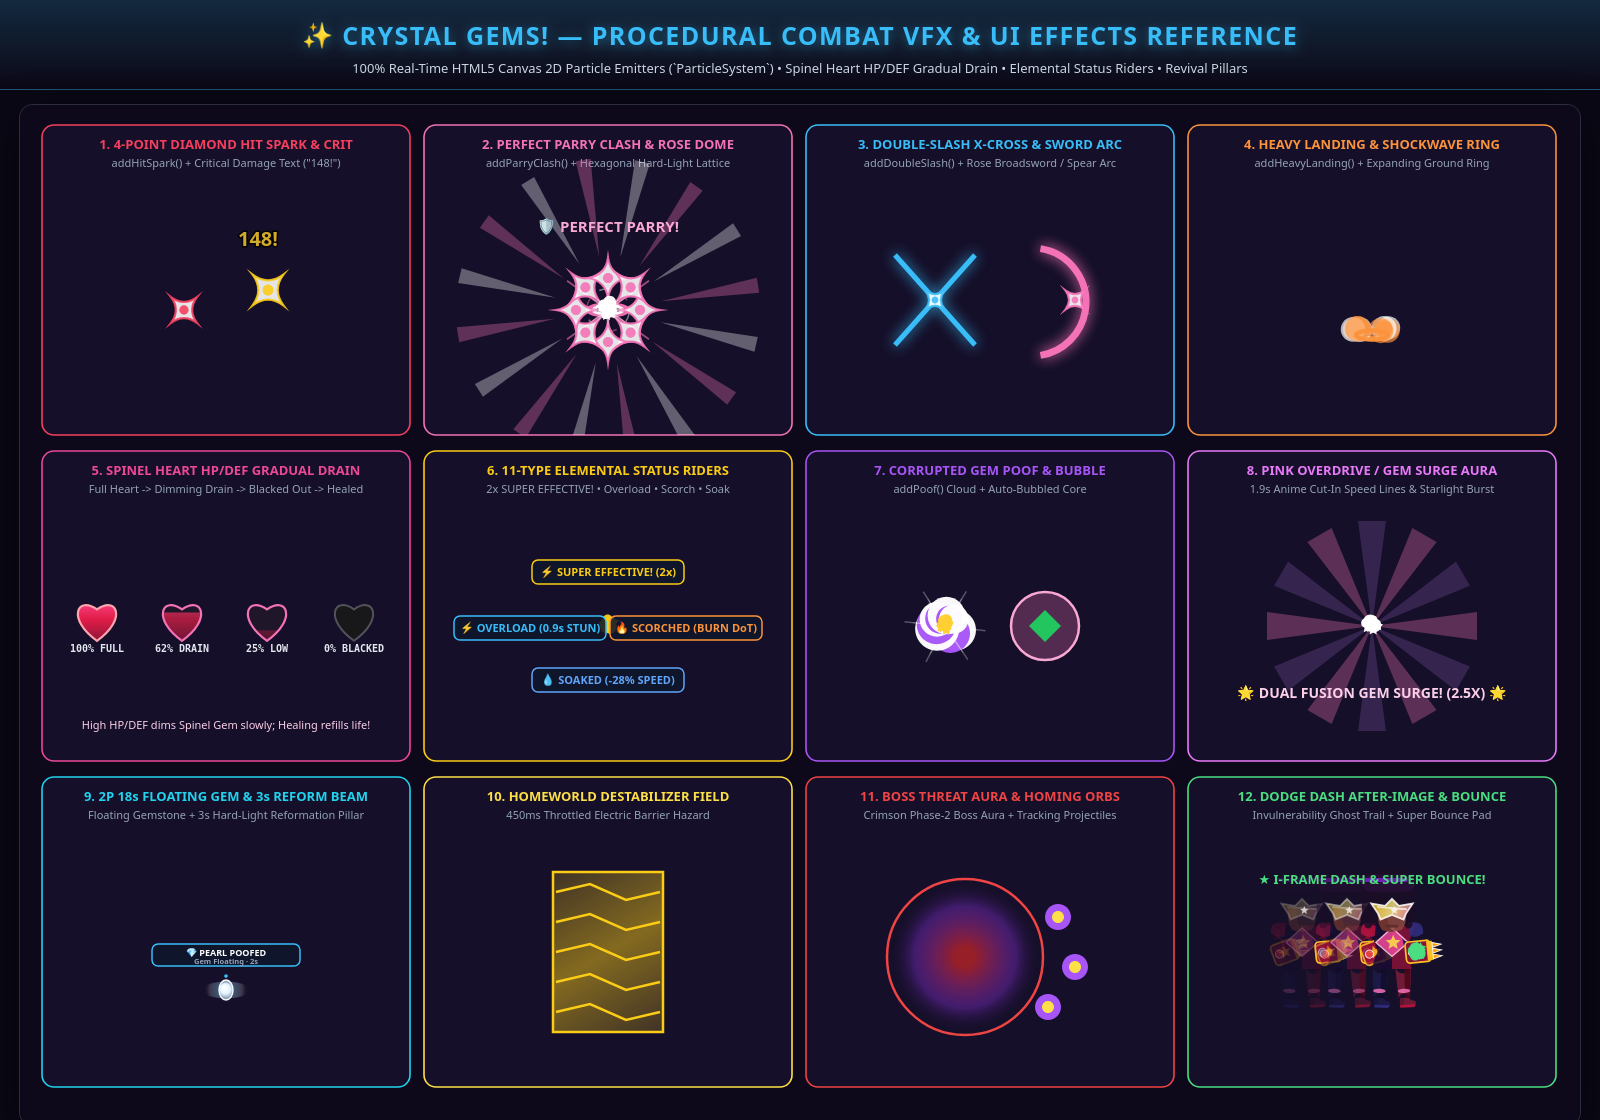 ✨ CRYSTAL GEMS! — PROCEDURAL COMBAT VFX & UI EFFECTS REFERENCE
100% Real-Time HTML5 Canvas 2D Particle Emitters (`ParticleSystem`) • Spinel Heart HP/DEF Gradual Drain • Elemental Status Riders • Revival Pillars
1. 4-POINT DIAMOND HIT SPARK & CRIT
addHitSpark() + Critical Damage Text ("148!")
148!
2. PERFECT PARRY CLASH & ROSE DOME
addParryClash() + Hexagonal Hard-Light Lattice
🛡️ PERFECT PARRY!
3. DOUBLE-SLASH X-CROSS & SWORD ARC
addDoubleSlash() + Rose Broadsword / Spear Arc
4. HEAVY LANDING & SHOCKWAVE RING
addHeavyLanding() + Expanding Ground Ring
5. SPINEL HEART HP/DEF GRADUAL DRAIN
Full Heart -> Dimming Drain -> Blacked Out -> Healed
100% FULL
62% DRAIN
25% LOW
0% BLACKED
High HP/DEF dims Spinel Gem slowly; Healing refills life!
6. 11-TYPE ELEMENTAL STATUS RIDERS
2x SUPER EFFECTIVE! • Overload • Scorch • Soak
⚡ SUPER EFFECTIVE! (2x)
⚡ OVERLOAD (0.9s STUN)
🔥 SCORCHED (BURN DoT)
💧 SOAKED (-28% SPEED)
7. CORRUPTED GEM POOF & BUBBLE
addPoof() Cloud + Auto-Bubbled Core
8. PINK OVERDRIVE / GEM SURGE AURA
1.9s Anime Cut-In Speed Lines & Starlight Burst
🌟 DUAL FUSION GEM SURGE! (2.5X) 🌟
9. 2P 18s FLOATING GEM & 3s REFORM BEAM
Floating Gemstone + 3s Hard-Light Reformation Pillar
💎 PEARL POOFED
Gem Floating · 2s
10. HOMEWORLD DESTABILIZER FIELD
450ms Throttled Electric Barrier Hazard
11. BOSS THREAT AURA & HOMING ORBS
Crimson Phase-2 Boss Aura + Tracking Projectiles
12. DODGE DASH AFTER-IMAGE & BOUNCE
Invulnerability Ghost Trail + Super Bounce Pad
★ I-FRAME DASH & SUPER BOUNCE!